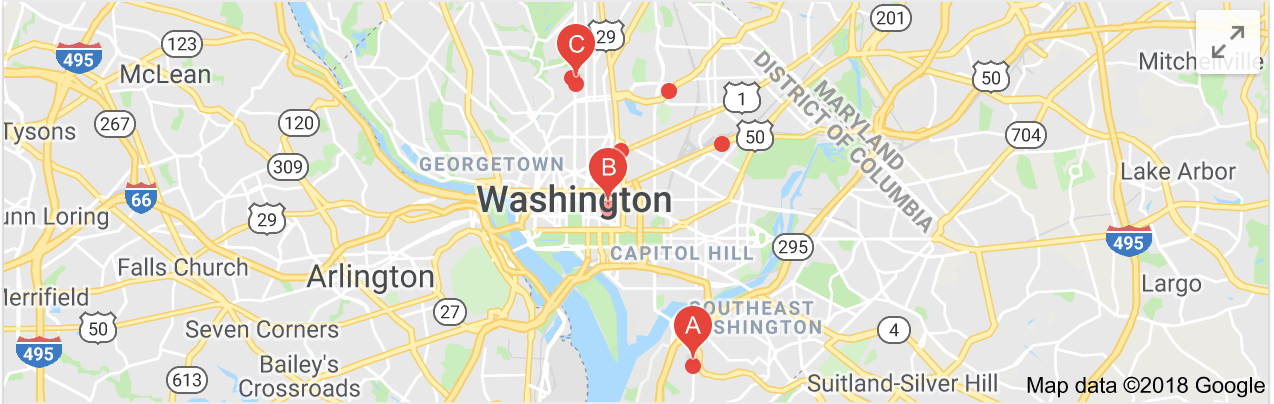 201
C
29
123
495
McLean
Mitchellville
50
MARYLAND
DISTRICT OF COLUMBIA
1
267
120
Tysons
50
704
GEORGETOWN
B
309
Lake Arbor
66
Washington
unn Loring
29
495
295
CAPITOL HILL
Falls Church
Arlington
Largo
Merrifield
27
SOUTHEAST
WASHINGTON
A
50
Seven Corners
4
495
Bailey's
Crossroads
613
Suitland-Silver Hill
Map data ©2018 Google